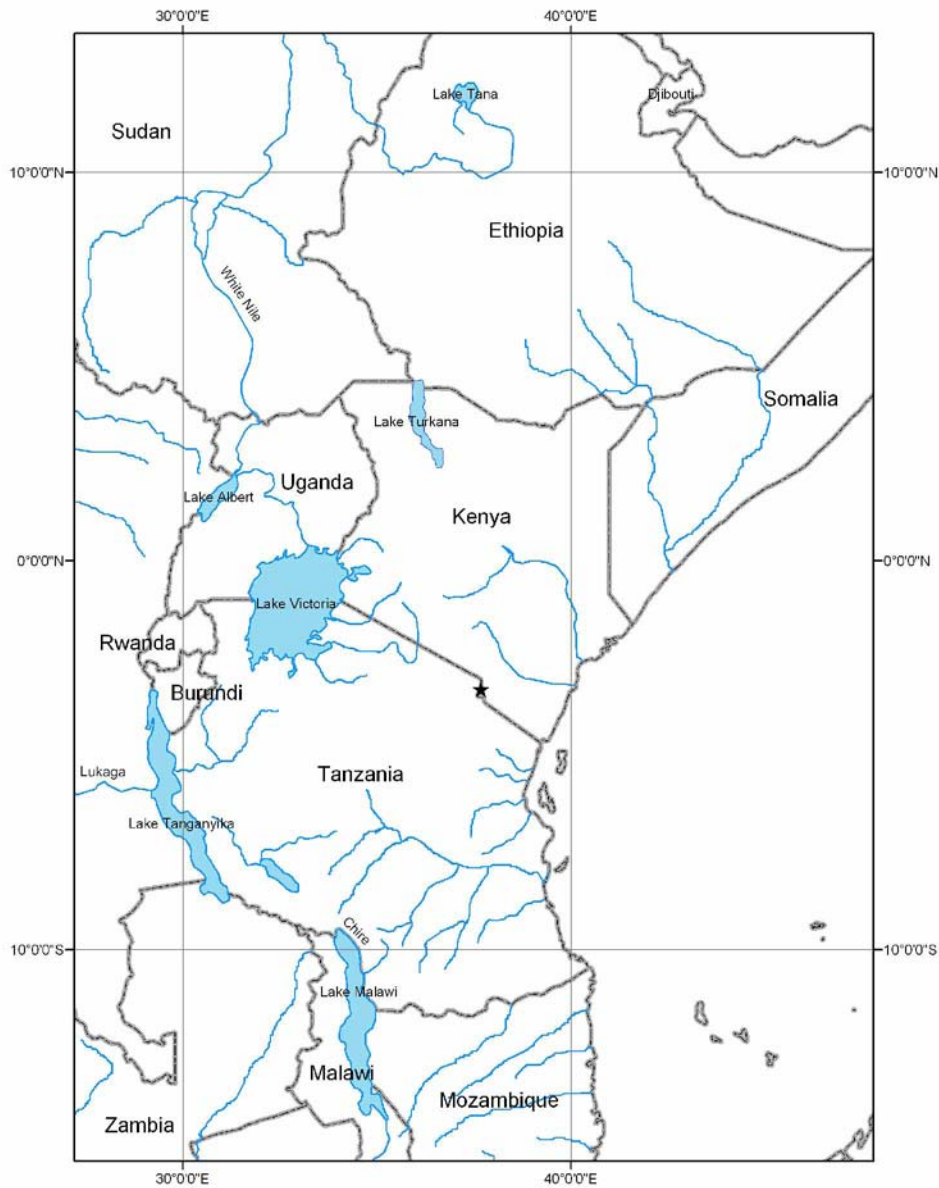 30°0'0"E
40°0'0"E
Lake Tana
Djibouti
Sudan
10°0'0"N
10°0'0"N
Ethiopia
White Nile
Somalia
Lake Turkana
Uganda
Lake Albert
Kenya
0°0'0"N
0°0'0"N
Lake Victoria
Rwanda
Burundi
Lukaga
Tanzania
Lake Tanganyika
Chire
10°0'0"S
10°0'0"S
Lake Malawi
Malawi
Mozambique
Zambia
30°0'0"E
40°0'0"E